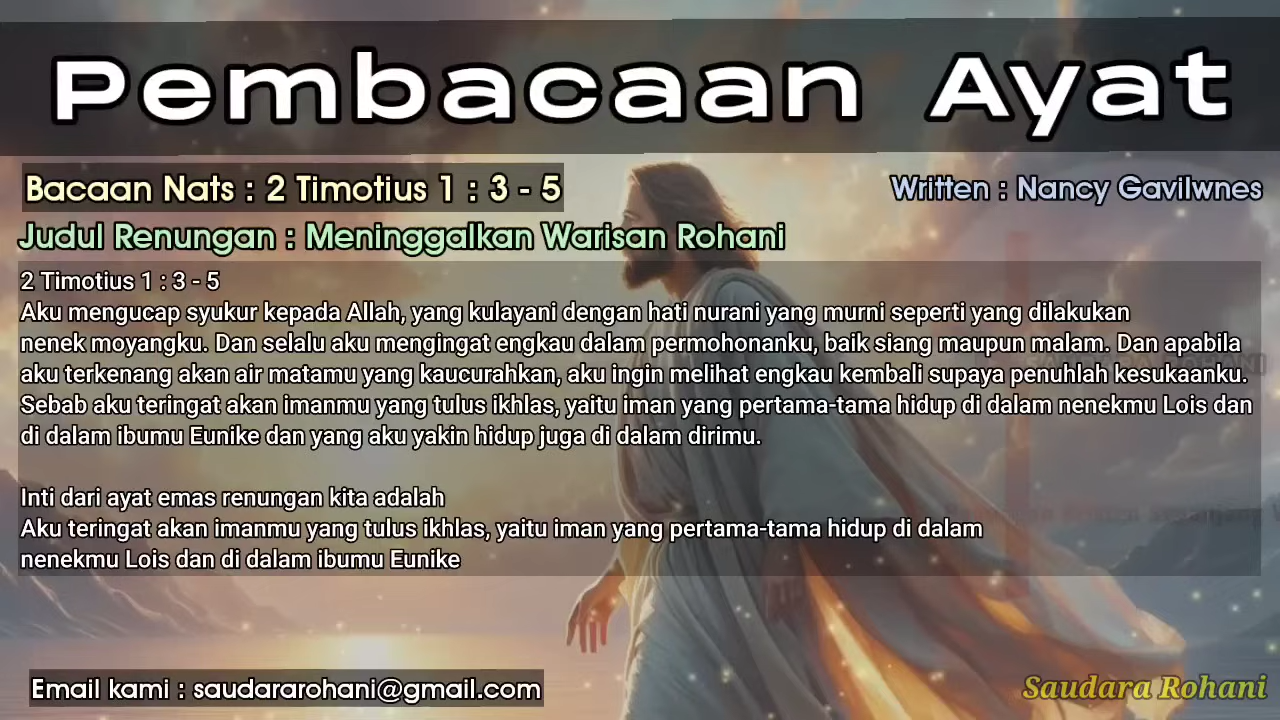 Pembacaan Ayat
Bacaan Nats : 2 Timotius 1 : 3 - 5
Written : Nancy Gavilwnes
Judul Renungan : Meninggalkan Warisan Rohani
2 Timotius 1 : 3 - 5
Aku mengucap syukur kepada Allah, yang kulayani dengan hati nurani yang murni seperti yang dilakukan
nenek moyangku. Dan selalu aku mengingat engkau dalam permohonanku, baik siang maupun malam. Dan apabila
aku terkenang akan air matamu yang kaucurahkan, aku ingin melihat engkau kembali supaya penuhlah kesukaanku.
Sebab aku teringat akan imanmu yang tulus ikhlas, yaitu iman yang pertama-tama hidup di dalam nenekmu Lois dan
di dalam ibumu Eunike dan yang aku yakin hidup juga di dalam dirimu.
Inti dari ayat emas renungan kita adalah
Aku teringat akan imanmu yang tulus ikhlas, yaitu iman yang pertama-tama hidup di dalam
nenekmu Lois dan di dalam ibumu Eunike
Email kami : saudararohani@gmail.com
Saudara Rohani